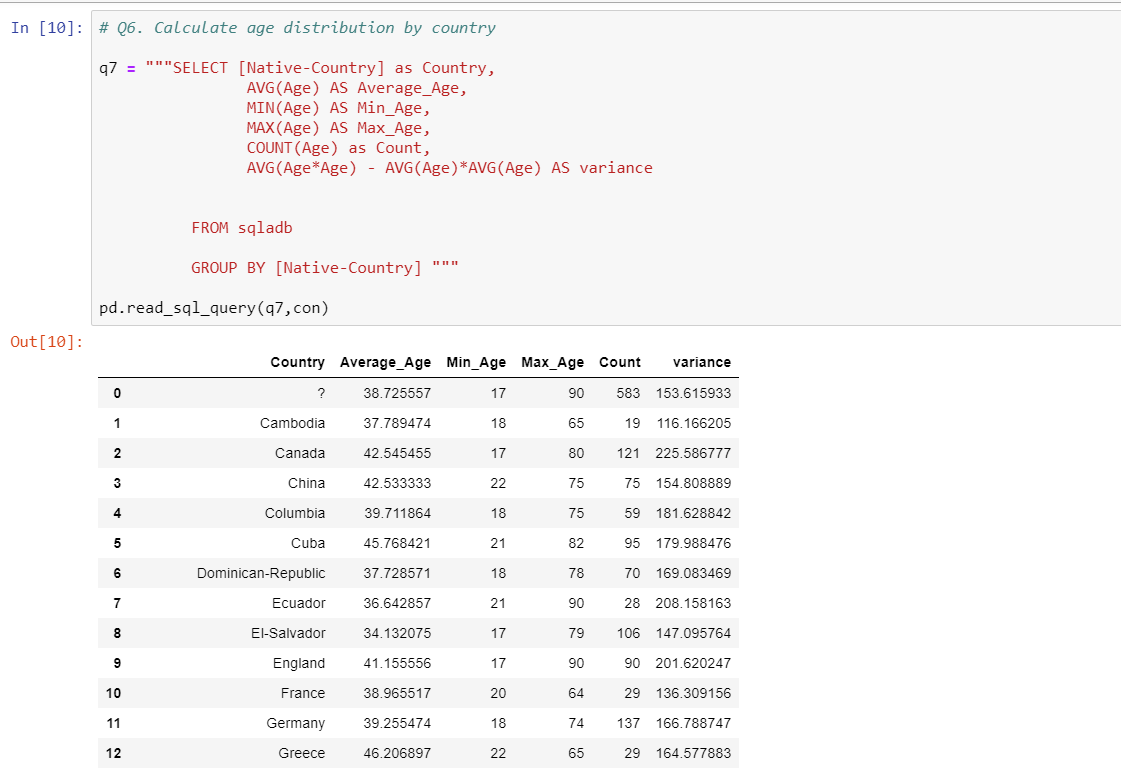 In [10]: # Q6. Calculate age distribution by country
q7 = """SELECT [Native-Country] as Country,
AVG(Age) AS Average_Age,
MIN(Age) AS Min_Age,
MAX(Age) AS Max_Age,
COUNT(Age) as Count,
AVG(Age*Age) - AVG(Age)*AVG(Age) AS variance
FROM sqladb
GROUP BY [Native-Country] """
pd.read_sql_query(q7,con)
Out[10]:
Country Average_Age Min_Age Max_Age Count variance
0 ? 38.725557 17 90 583 153.615933
1 Cambodia 37.789474 18 65 19 116.166205
2 Canada 42.545455 17 80 121 225.586777
3 China 42.533333 22 75 75 154.808889
4 Columbia 39.711864 18 75 59 181.628842
5 Cuba 45.768421 21 82 95 179.988476
6 Dominican-Republic 37.728571 18 78 70 169.083469
7 Ecuador 36.642857 21 90 28 208.158163
8 El-Salvador 34.132075 17 79 106 147.095764
9 England 41.155556 17 90 90 201.620247
10 France 38.965517 20 64 29 136.309156
11 Germany 39.255474 18 74 137 166.788747
12 Greece 46.206897 22 65 29 164.577883